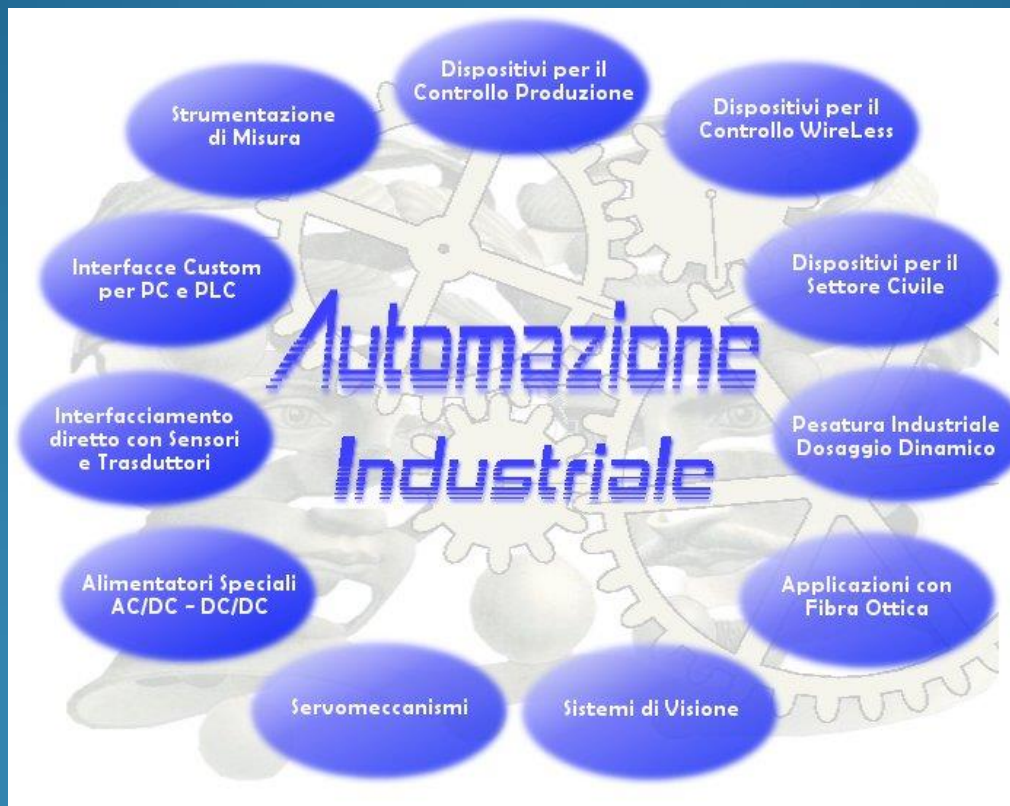 Dispositivi per il
Controllo Produzione
Strumentazione
di Misura
Dispositivi per il
Controllo WireLess
Interfacce Custom
per PC e PLC
Dispositivi per il
Settore Civile
Automazione
Industriale
Interfacciamento
diretto con Sensori
e Trasduttori
Pesatura Industriale
Dosaggio Dinamico
Alimentatori Speciali
AC/DC - DC/DC
Applicazioni con
Fibra Ottica
Servomeccanismi
Sistemi di Visione